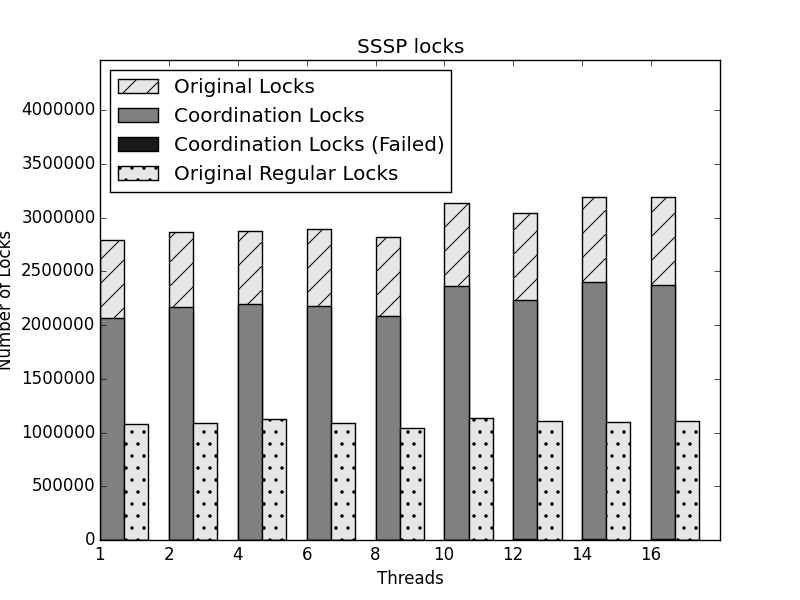 SSSP locks
Original Locks
Coordination Locks
Coordination Locks (Failed)
Original Regular Locks
Number of Locks
4000000
3500000
3000000
2500000
2000000
1500000
1000000
500000
0
1 2 4 6 8 10 12 14 16
Threads